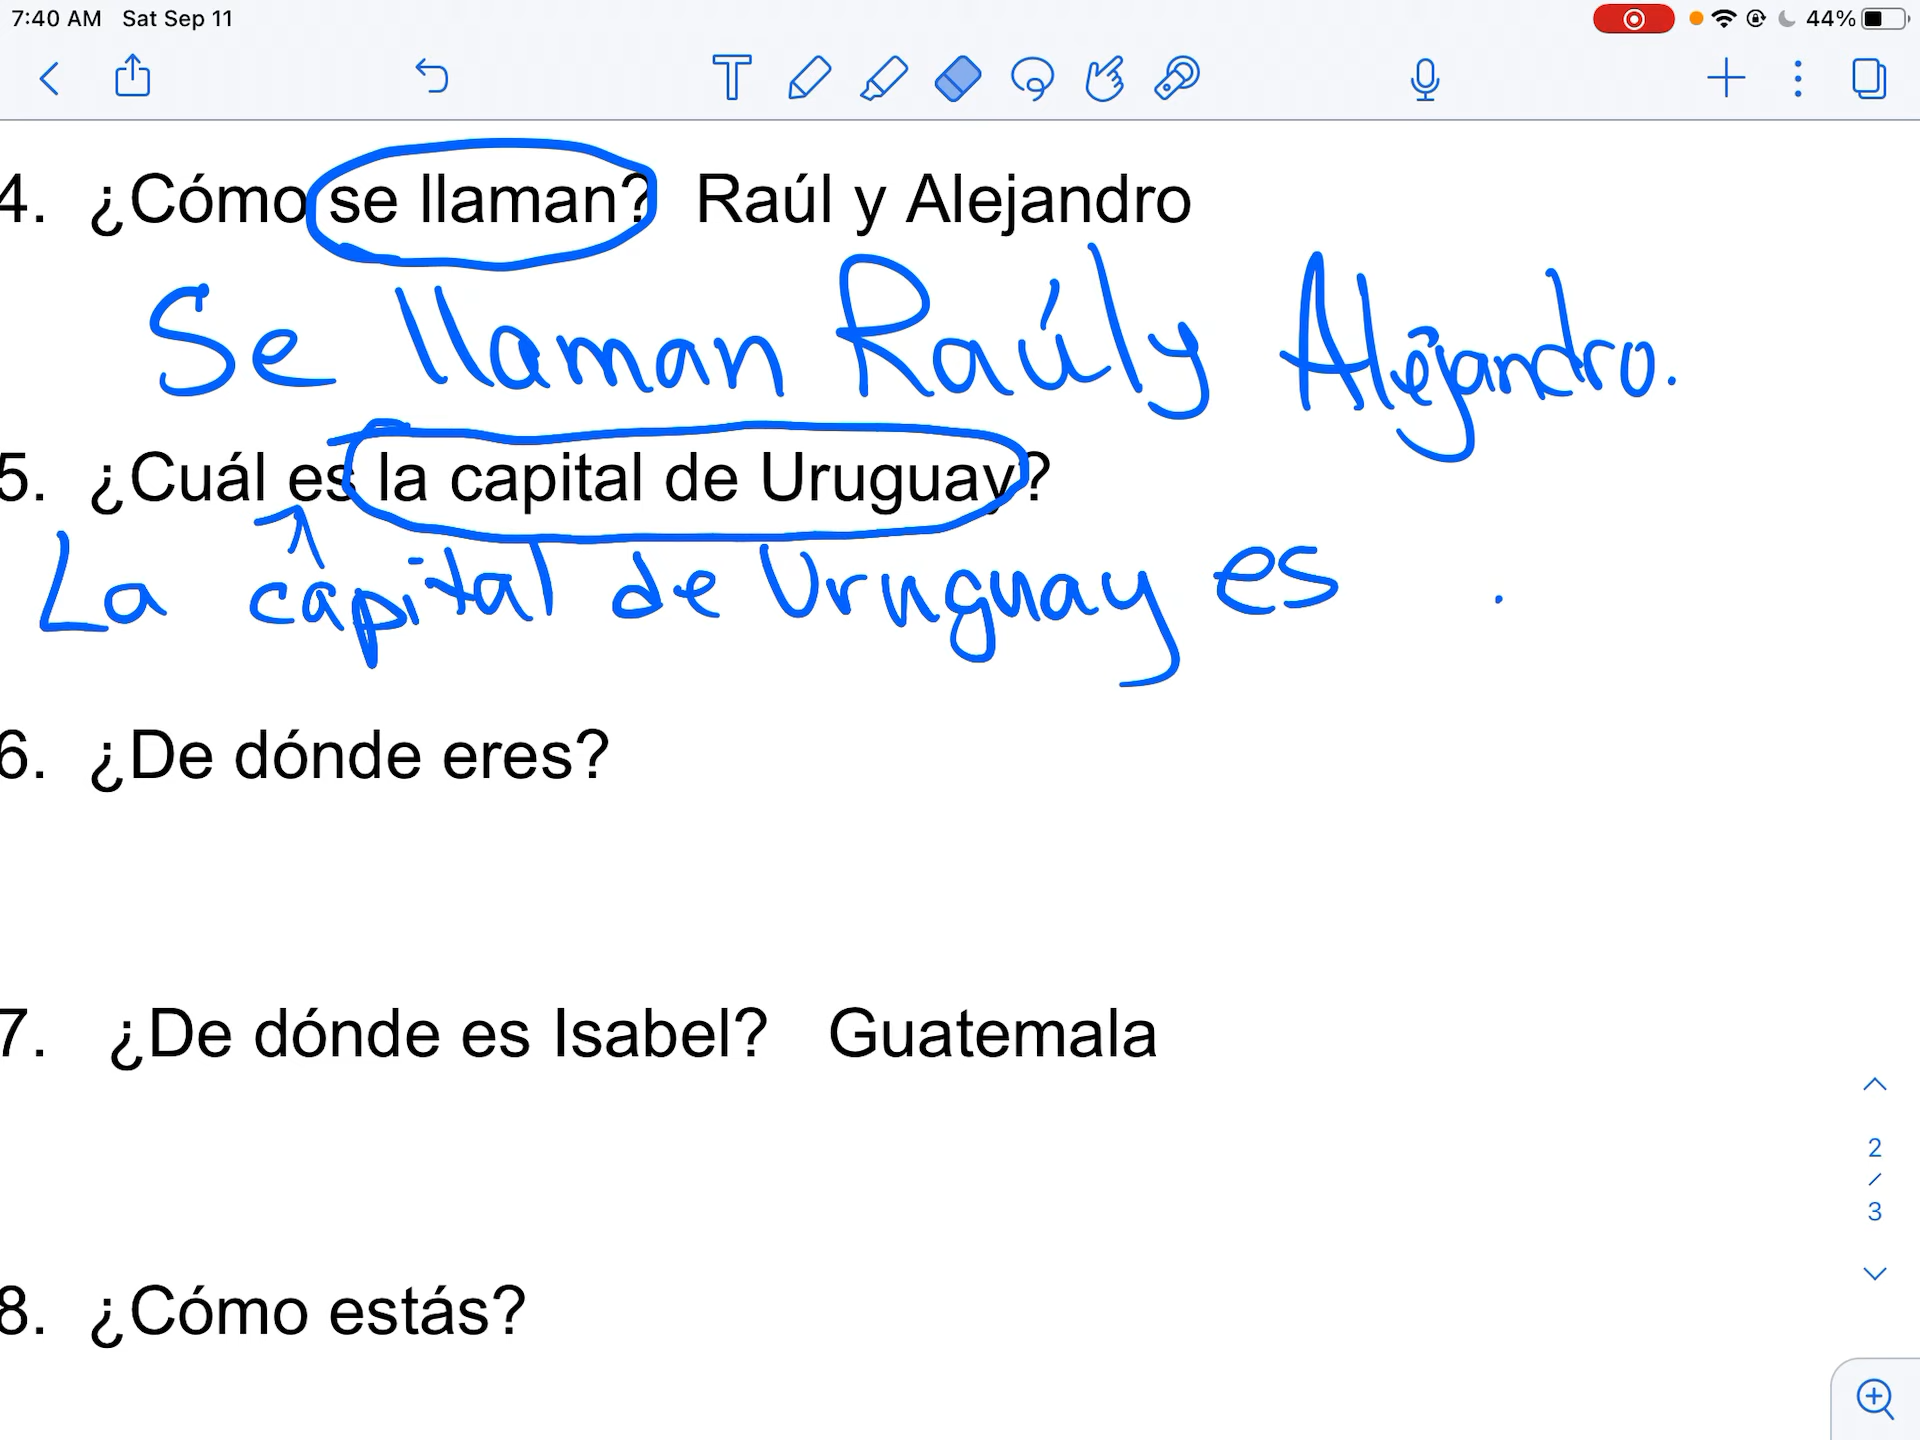 7:40 AM Sat Sep 11 44%
T
4. ¿Cómo se llaman? Raúl y Alejandro
Se llaman Raúl y Alejandro.
5. ¿Cuál es la capital de Uruguay?
La capital de Uruguay es .
6. ¿De dónde eres?
7. ¿De dónde es Isabel? Guatemala
2
/
3
8. ¿Cómo estás?